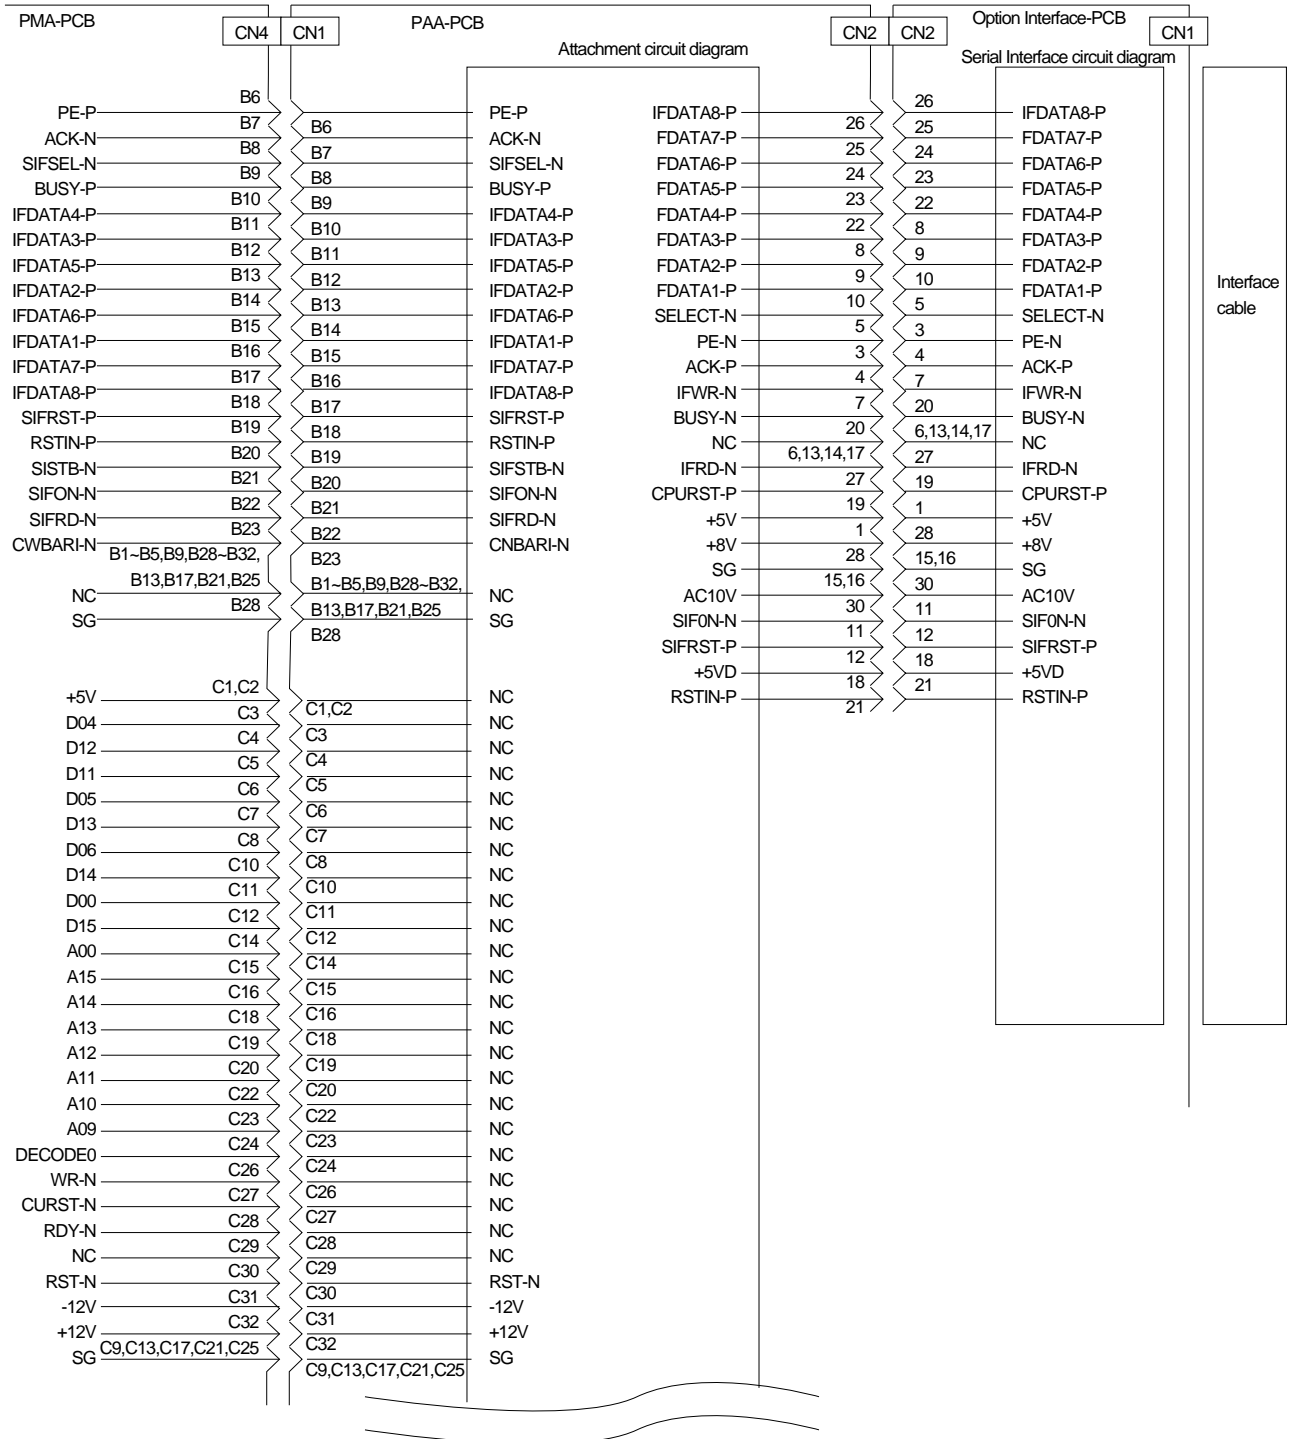 PMA-PCB
CN4
CN1
PAA-PCB
CN2
CN2
Option Interface-PCB
CN1
Attachment circuit diagram
Serial Interface circuit diagram
Interface
cable
PE-P B6 B6 PE-P
ACK-N B7 B7 ACK-N
SIFSEL-N B8 B8 SIFSEL-N
BUSY-P B9 B9 BUSY-P
IFDATA4-P B10 B10 IFDATA4-P
IFDATA3-P B11 B11 IFDATA3-P
IFDATA5-P B12 B12 IFDATA5-P
IFDATA2-P B13 B13 IFDATA2-P
IFDATA6-P B14 B14 IFDATA6-P
IFDATA1-P B15 B15 IFDATA1-P
IFDATA7-P B16 B16 IFDATA7-P
IFDATA8-P B17 B17 IFDATA8-P
SIFRST-P B18 B18 SIFRST-P
RSTIN-P B19 B19 RSTIN-P
SISTB-N B20 B20 SIFSTB-N
SIFON-N B21 B21 SIFON-N
SIFRD-N B22 B22 SIFRD-N
CWBARI-N B23 B23 CNBARI-N
B1~B5,B9,B28~B32, B1~B5,B9,B28~B32,
NC B13,B17,B21,B25 B13,B17,B21,B25 NC
SG B28 B28 SG
+5V C1,C2 C1,C2 NC
D04 C3 C3 NC
D12 C4 C4 NC
D11 C5 C5 NC
D05 C6 C6 NC
D13 C7 C7 NC
D06 C8 C8 NC
D14 C10 C10 NC
D00 C11 C11 NC
D15 C12 C12 NC
A00 C14 C14 NC
A15 C15 C15 NC
A14 C16 C16 NC
A13 C18 C18 NC
A12 C19 C19 NC
A11 C20 C20 NC
A10 C22 C22 NC
A09 C23 C23 NC
DECODE0 C24 C24 NC
WR-N C26 C26 NC
CURST-N C27 C27 NC
RDY-N C28 C28 NC
NC C29 C29 NC
RST-N C30 C30 RST-N
-12V C31 C31 -12V
+12V C32 C32 +12V
SG C9,C13,C17,C21,C25 C9,C13,C17,C21,C25 SG
IFDATA8-P 26 26 IFDATA8-P
FDATA7-P 25 25 FDATA7-P
FDATA6-P 24 24 FDATA6-P
FDATA5-P 23 23 FDATA5-P
FDATA4-P 22 22 FDATA4-P
FDATA3-P 8 8 FDATA3-P
FDATA2-P 9 9 FDATA2-P
FDATA1-P 10 10 FDATA1-P
SELECT-N 5 5 SELECT-N
PE-N 3 3 PE-N
ACK-P 4 4 ACK-P
IFWR-N 7 7 IFWR-N
BUSY-N 20 20 BUSY-N
NC 6,13,14,17 6,13,14,17 NC
IFRD-N 27 27 IFRD-N
CPURST-P 19 19 CPURST-P
+5V 1 1 +5V
+8V 28 28 +8V
SG 15,16 15,16 SG
AC10V 30 30 AC10V
SIF0N-N 11 11 SIF0N-N
SIFRST-P 12 12 SIFRST-P
+5VD 18 18 +5VD
RSTIN-P 21 21 RSTIN-P